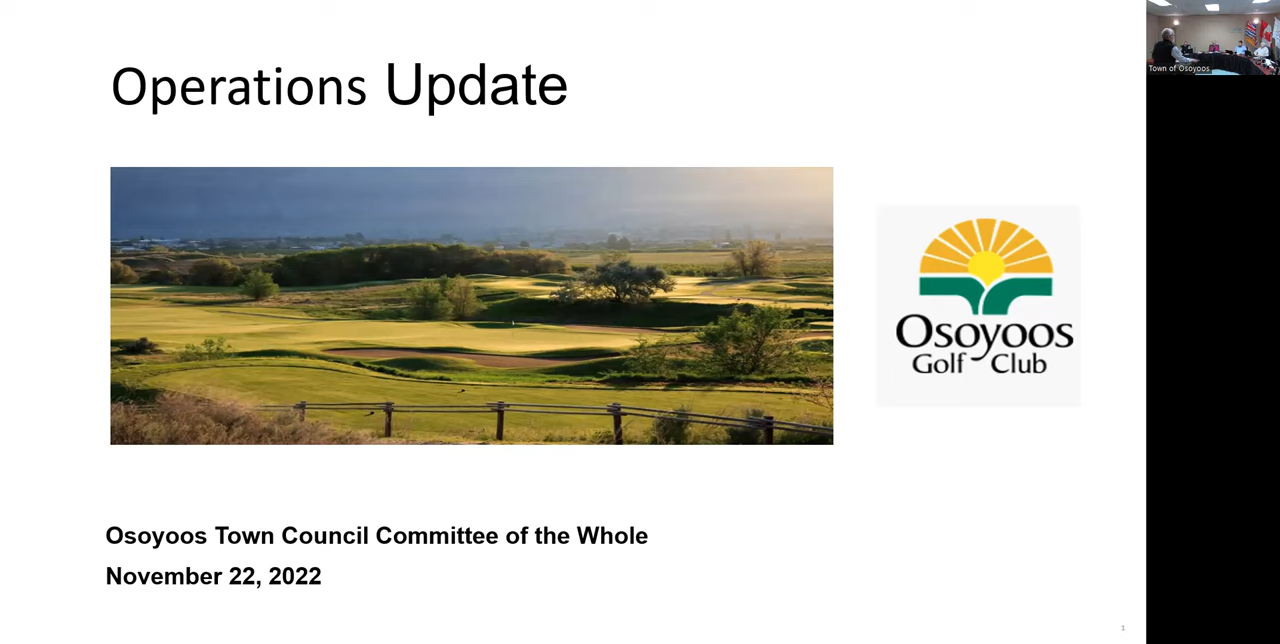 Operations Update
Town of Osoyoos
Osoyoos
Golf Club
Osoyoos Town Council Committee of the Whole
November 22, 2022
1